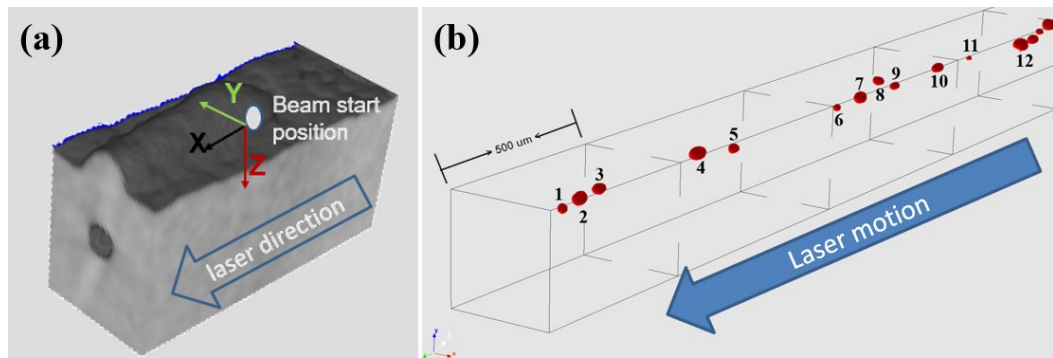 (a)
Y
Beam start
position
X
Z
laser direction
(b)
500 um
1
2
3
4
5
6
7
8
9
10
11
12
Laser motion